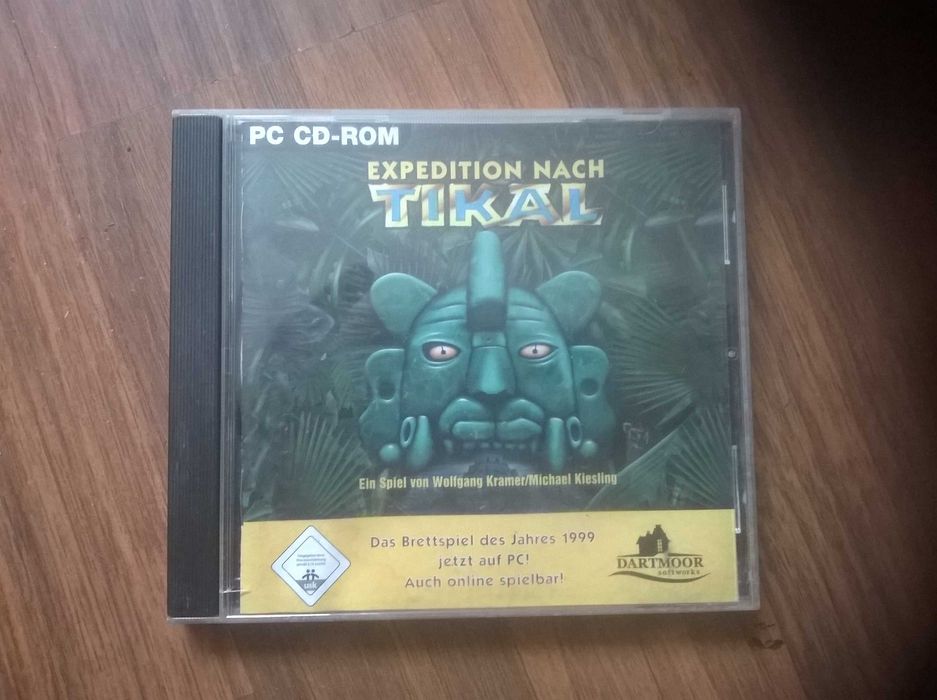 PC CD-ROM
EXPEDITION NACH
TIKAL
Ein Spiel von Wolfgang Kramer/Michael Kiesling
Das Brettspiel des Jahres 1999
jetzt auf PC!
Auch online spielbar!
usk
DARTMOOR
softworks